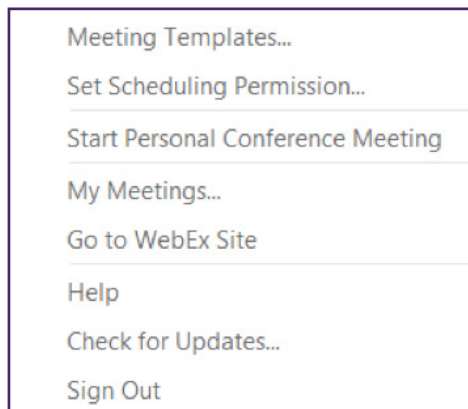 Meeting Templates...
Set Scheduling Permission...
Start Personal Conference Meeting
My Meetings...
Go to WebEx Site
Help
Check for Updates...
Sign Out